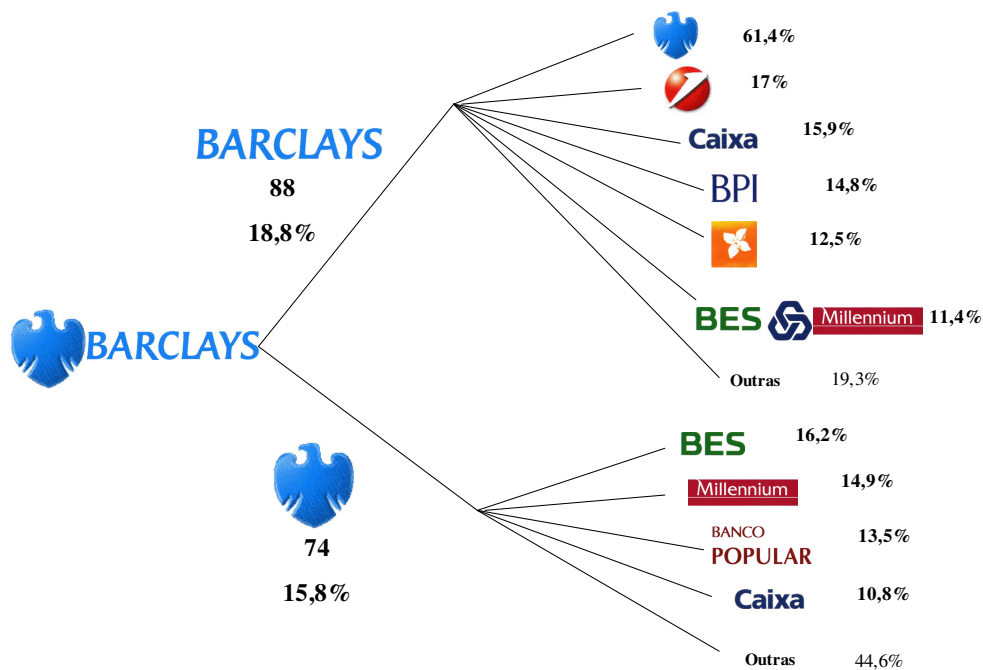 61,4%
17%
Caixa 15,9%
BARCLAYS
88
18,8%
BPI 14,8%
12,5%
BES Millennium 11,4%
BARCLAYS
Outras 19,3%
BES 16,2%
Millennium 14,9%
74
15,8%
BANCO
POPULAR 13,5%
Caixa 10,8%
Outras 44,6%